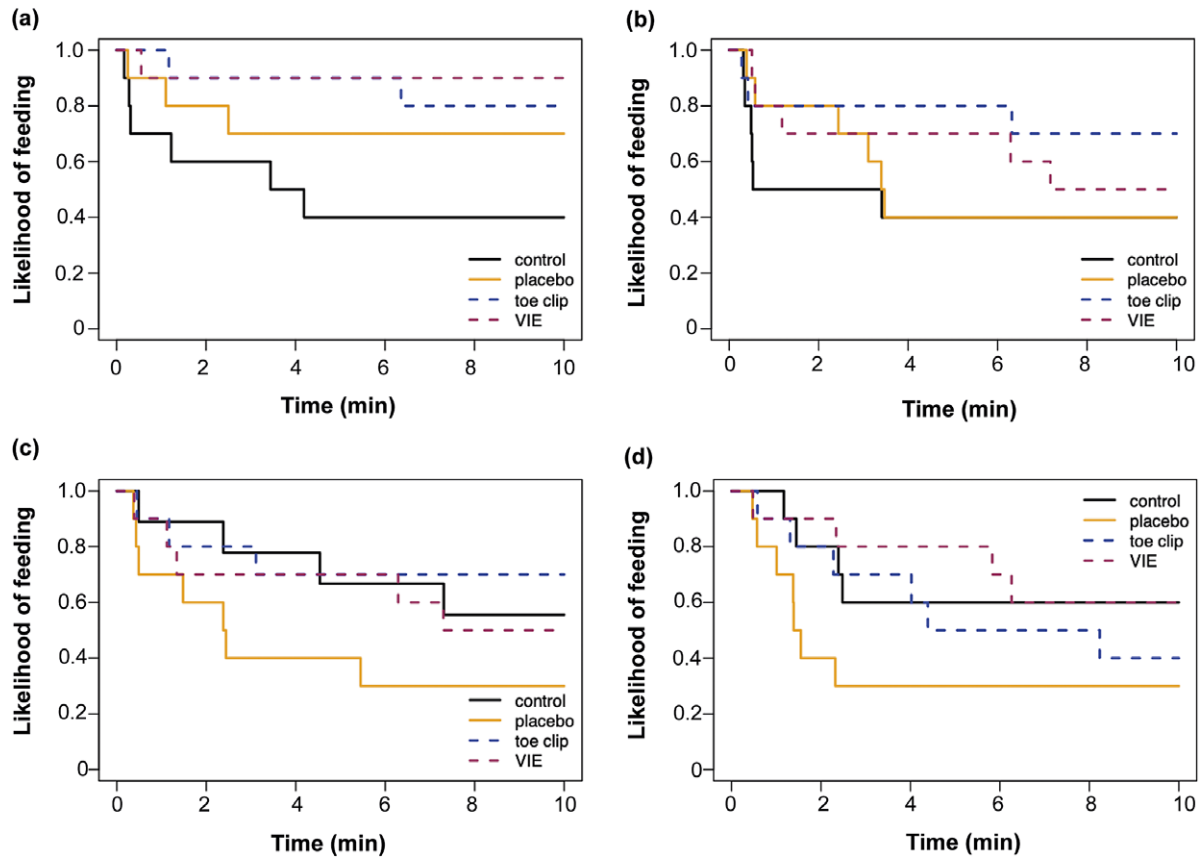 (a)
Likelihood of feeding
1.0
0.8
0.6
0.4
0.2
0
control
placebo
toe clip
VIE
0 2 4 6 8 10
Time (min)
(b)
Likelihood of feeding
1.0
0.8
0.6
0.4
0.2
0
control
placebo
toe clip
VIE
0 2 4 6 8 10
Time (min)
(c)
Likelihood of feeding
1.0
0.8
0.6
0.4
0.2
0
control
placebo
toe clip
VIE
0 2 4 6 8 10
Time (min)
(d)
Likelihood of feeding
1.0
0.8
0.6
0.4
0.2
0
control
placebo
toe clip
VIE
0 2 4 6 8 10
Time (min)